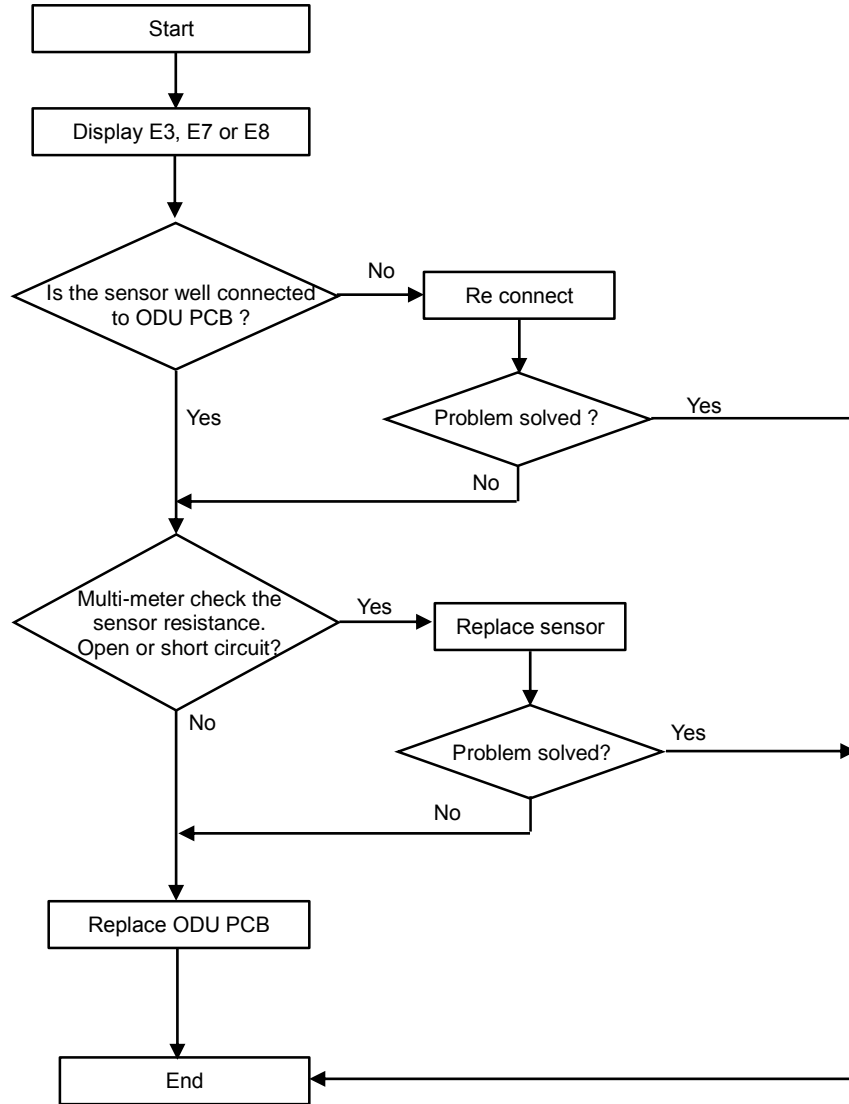 Start
Display E3, E7 or E8
No
Is the sensor well connected
to ODU PCB ?
Re connect
Yes
Problem solved ?
Yes
No
Multi-meter check the
sensor resistance.
Open or short circuit?
Yes
Replace sensor
No
Problem solved?
Yes
No
Replace ODU PCB
End